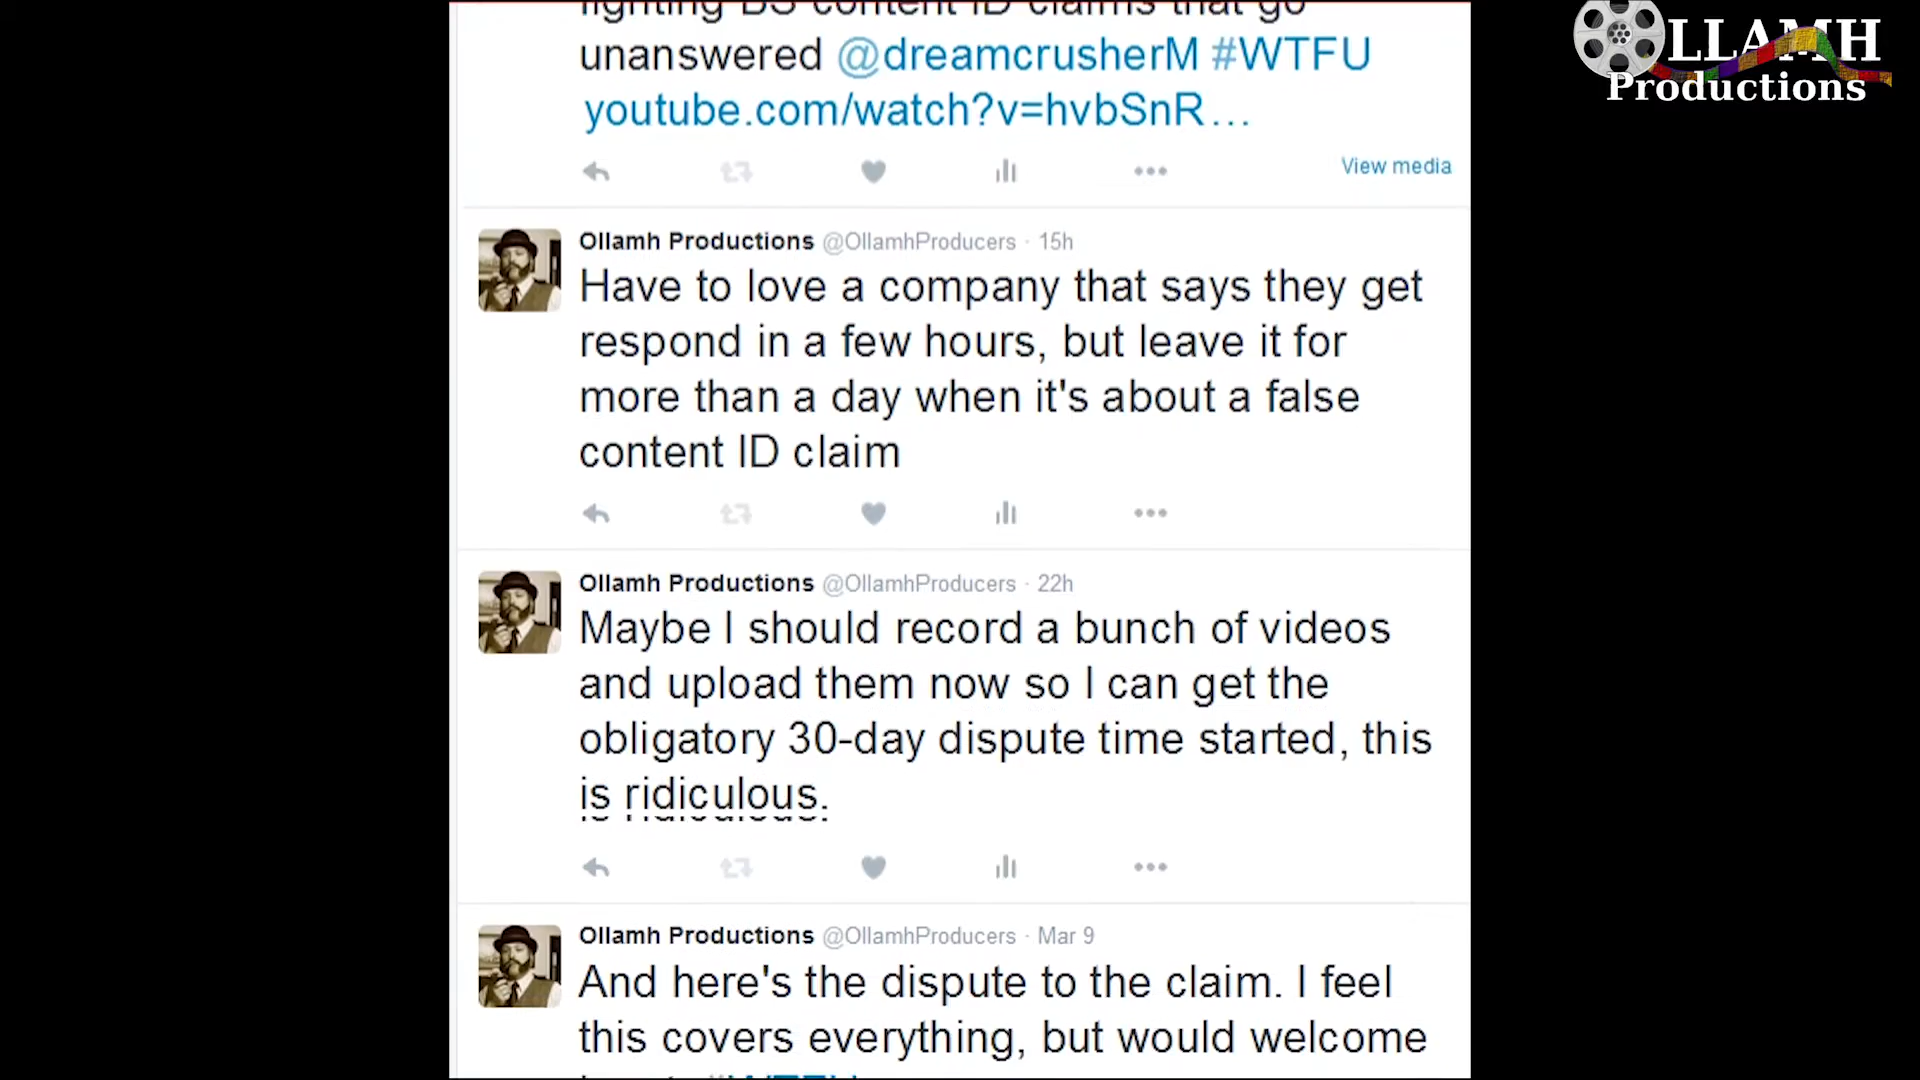 fighting BS content ID claims that go
unanswered @dreamcrusherM #WTFU
youtube.com/watch?v=hvbSnR...
View media
Ollamh Productions @OllamhProducers · 15h
Have to love a company that says they get
respond in a few hours, but leave it for
more than a day when it's about a false
content ID claim
Ollamh Productions @OllamhProducers · 22h
Maybe I should record a bunch of videos
and upload them now so I can get the
obligatory 30-day dispute time started, this
is ridiculous.
Ollamh Productions @OllamhProducers · Mar 9
And here's the dispute to the claim. I feel
this covers everything, but would welcome
#WTFU
OLLAMH
Productions